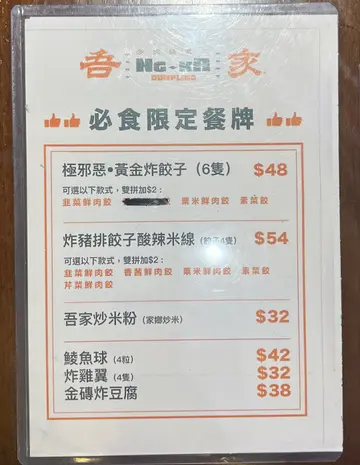 吾 Ng-kA 家
DUMPLING
必食限定餐牌
極邪惡•黃金炸餃子（6隻） $48
可選以下款式，雙拼加$2：
韮菜鮮肉餃 粟米鮮肉餃 素菜餃
炸豬排餃子酸辣米線（餃子4隻） $54
可選以下款式，雙拼加$2：
韮菜鮮肉餃 香茜鮮肉餃 粟米鮮肉餃 素菜餃
芹菜鮮肉餃
吾家炒米粉（家鄉炒米） $32
鯪魚球（4粒） $42
炸雞翼（4隻） $32
金磚炸豆腐 $38